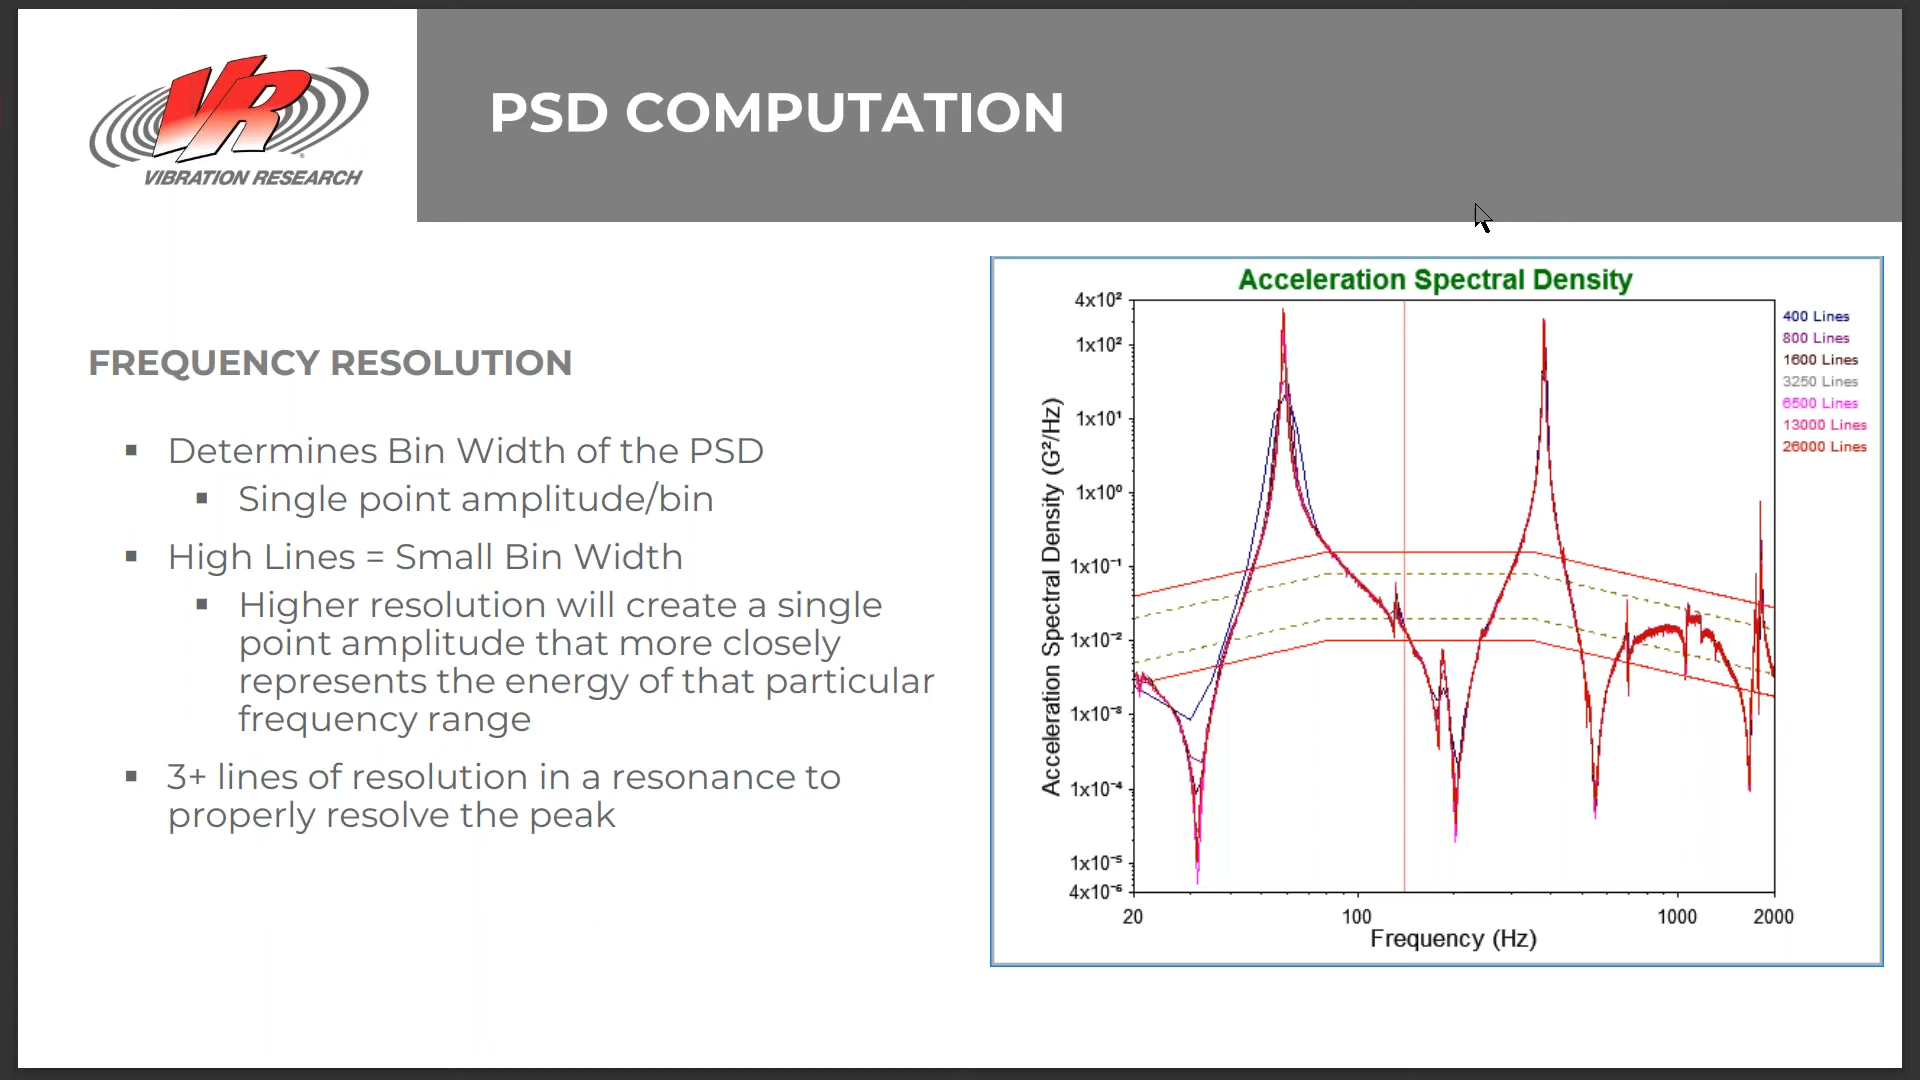 VR
VIBRATION RESEARCH
PSD COMPUTATION
FREQUENCY RESOLUTION
▪ Determines Bin Width of the PSD
▪ Single point amplitude/bin
▪ High Lines = Small Bin Width
▪ Higher resolution will create a single
point amplitude that more closely
represents the energy of that particular
frequency range
▪ 3+ lines of resolution in a resonance to
properly resolve the peak
Acceleration Spectral Density
Acceleration Spectral Density (G²/Hz)
4x10²
1x10²
1x10¹
1x10⁰
1x10⁻¹
1x10⁻²
1x10⁻³
1x10⁻⁴
1x10⁻⁵
4x10⁻⁶
20
100
1000
2000
Frequency (Hz)
400 Lines
800 Lines
1600 Lines
3250 Lines
6500 Lines
13000 Lines
26000 Lines